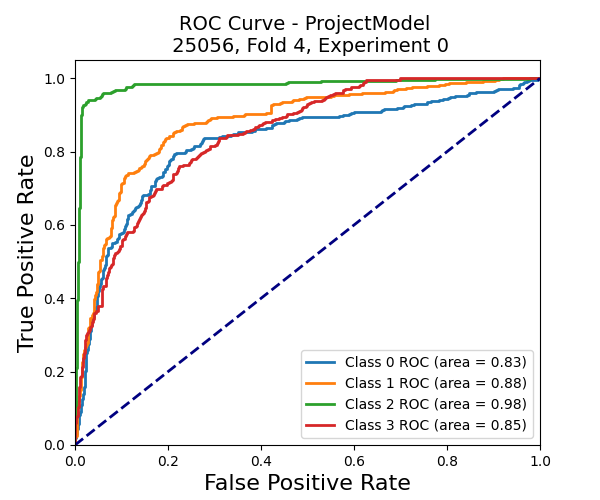 ROC Curve - ProjectModel
25056, Fold 4, Experiment 0
True Positive Rate
1.0
0.8
0.6
0.4
0.2
0.0
Class 0 ROC (area = 0.83)
Class 1 ROC (area = 0.88)
Class 2 ROC (area = 0.98)
Class 3 ROC (area = 0.85)
0.0 0.2 0.4 0.6 0.8 1.0
False Positive Rate